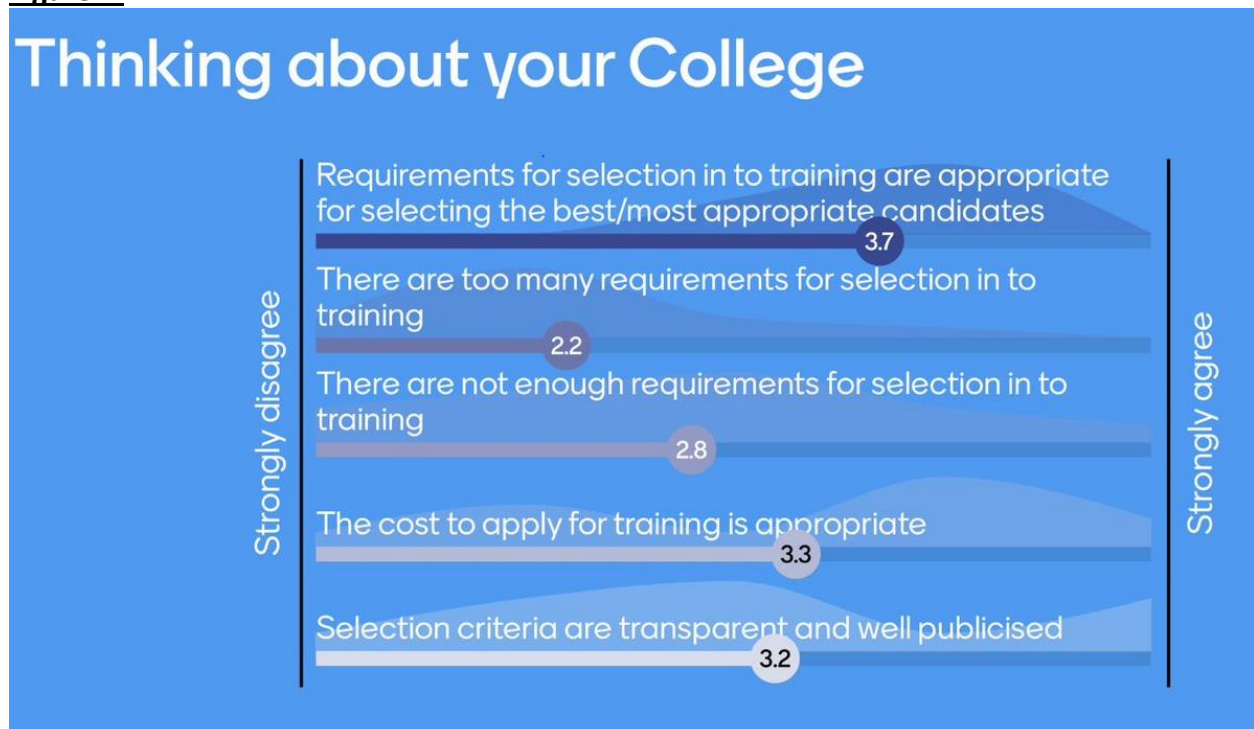 Thinking about your College
Requirements for selection in to training are appropriate
for selecting the best/most appropriate candidates
3.7
There are too many requirements for selection in to
training
2.2
There are not enough requirements for selection in to
training
2.8
The cost to apply for training is appropriate
3.3
Selection criteria are transparent and well publicised
3.2
Strongly disagree
Strongly agree